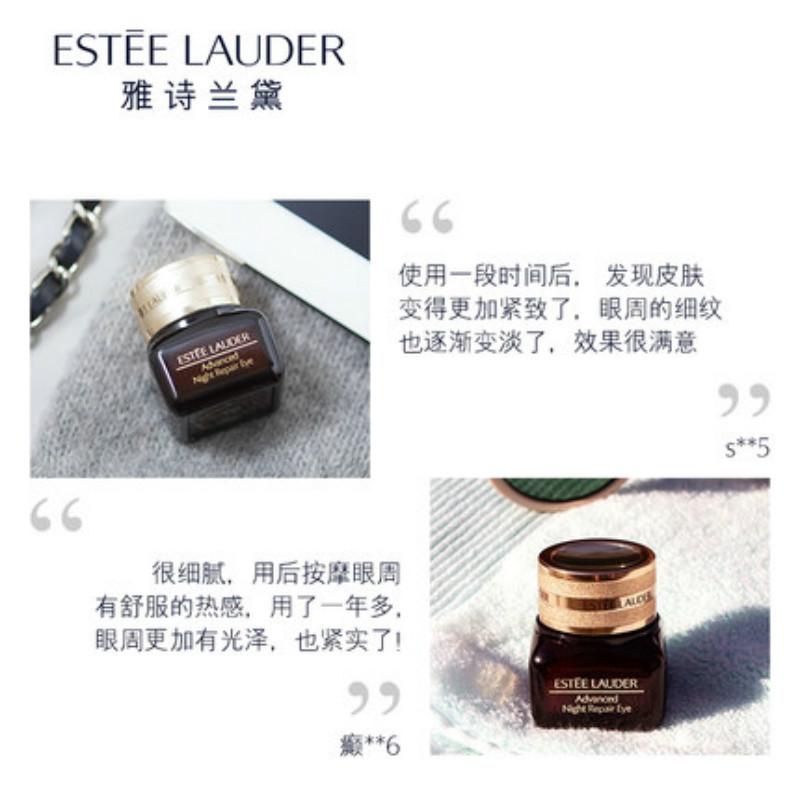 ESTĒE LAUDER
雅诗兰黛
“
使用一段时间后， 发现皮肤
变得更加紧致了，眼周的细纹
也逐渐变淡了，效果很满意
”
s**5
ESTĒE LAUDER
Advanced
Night Repair Eye
“
很细腻，用后按摩眼周
有舒服的热感，用了一年多，
眼周更加有光泽，也紧实了!
”
癫**6
ESTĒE LAUDER
ESTĒE LAUDER
Advanced
Night Repair Eye